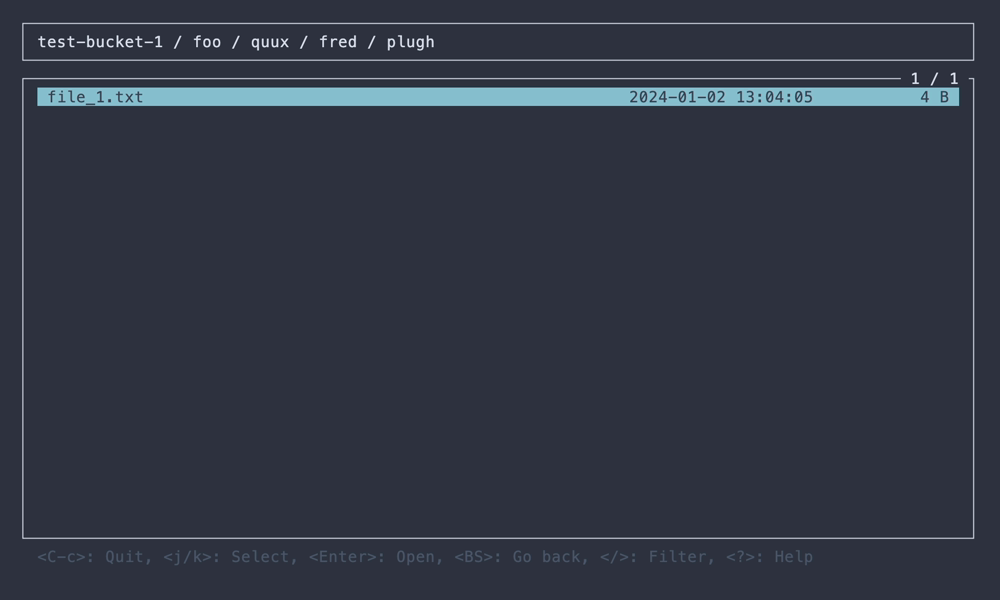 test-bucket-1 / foo / quux / fred / plugh
1 / 1
file_1.txt 2024-01-02 13:04:05 4 B
<C-c>: Quit, <j/k>: Select, <Enter>: Open, <BS>: Go back, </>: Filter, <?>: Help